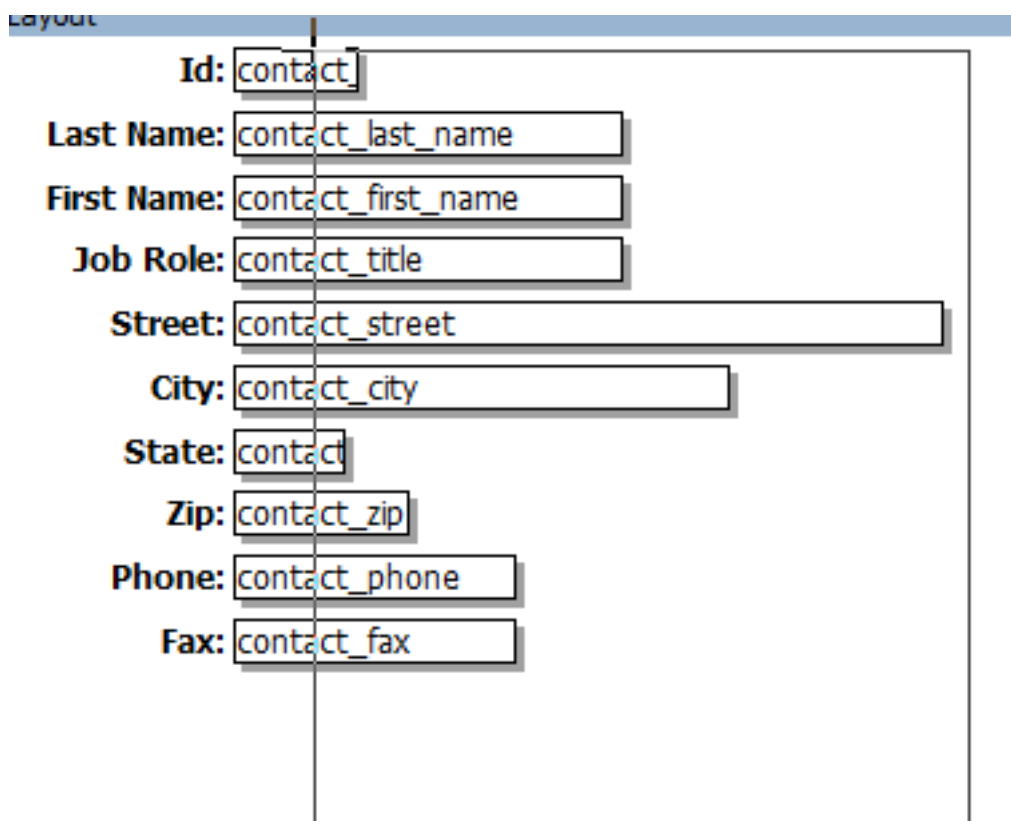 Layout
Id: contact_
Last Name: contact_last_name
First Name: contact_first_name
Job Role: contact_title
Street: contact_street
City: contact_city
State: contact
Zip: contact_zip
Phone: contact_phone
Fax: contact_fax